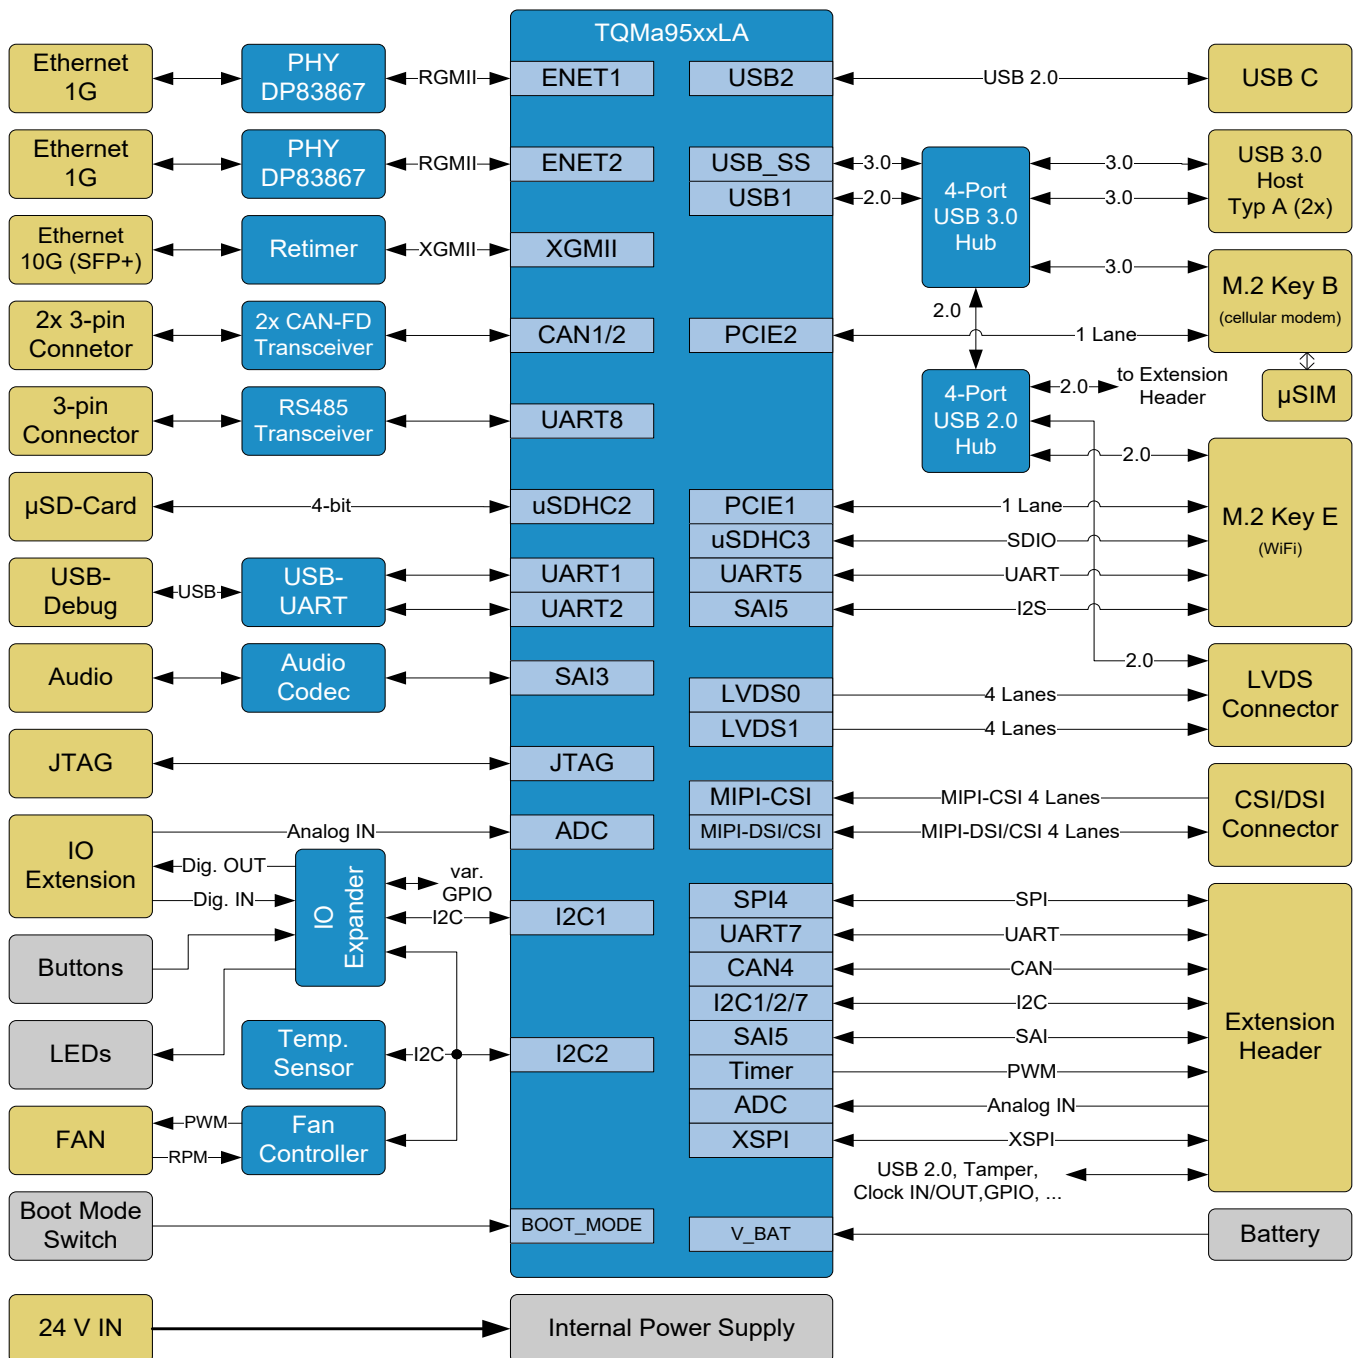 TQMa95xxLA
Ethernet
1G
PHY
DP83867
RGMII
ENET1
USB2
USB 2.0
USB C
Ethernet
1G
PHY
DP83867
RGMII
ENET2
USB_SS
3.0
USB1
2.0
4-Port
USB 3.0
Hub
3.0
3.0
3.0
USB 3.0
Host
Typ A (2x)
Ethernet
10G (SFP+)
Retimer
XGMII
XGMII
M.2 Key B
(cellular modem)
2.0
2x 3-pin
Connetor
2x CAN-FD
Transceiver
CAN1/2
PCIE2
1 Lane
µSIM
3-pin
Connector
RS485
Transceiver
UART8
4-Port
USB 2.0
Hub
2.0
to Extension
Header
2.0
µSD-Card
4-bit
uSDHC2
PCIE1
1 Lane
uSDHC3
SDIO
M.2 Key E
(WiFi)
USB-
Debug
USB
USB-
UART
UART1
UART2
UART5
UART
SAI5
I2S
Audio
Audio
Codec
SAI3
2.0
LVDS0
4 Lanes
LVDS1
4 Lanes
LVDS
Connector
JTAG
JTAG
MIPI-CSI
MIPI-CSI 4 Lanes
MIPI-DSI/CSI
MIPI-DSI/CSI 4 Lanes
CSI/DSI
Connector
IO
Extension
Analog IN
ADC
Dig. OUT
Dig. IN
IO
Expander
var.
GPIO
I2C
I2C1
Buttons
LEDs
Temp.
Sensor
I2C
I2C2
SPI4
SPI
UART7
UART
CAN4
CAN
I2C1/2/7
I2C
SAI5
SAI
Timer
PWM
ADC
Analog IN
XSPI
XSPI
USB 2.0, Tamper,
Clock IN/OUT,GPIO, ...
Extension
Header
FAN
PWM
RPM
Fan
Controller
Boot Mode
Switch
BOOT_MODE
V_BAT
Battery
24 V IN
Internal Power Supply